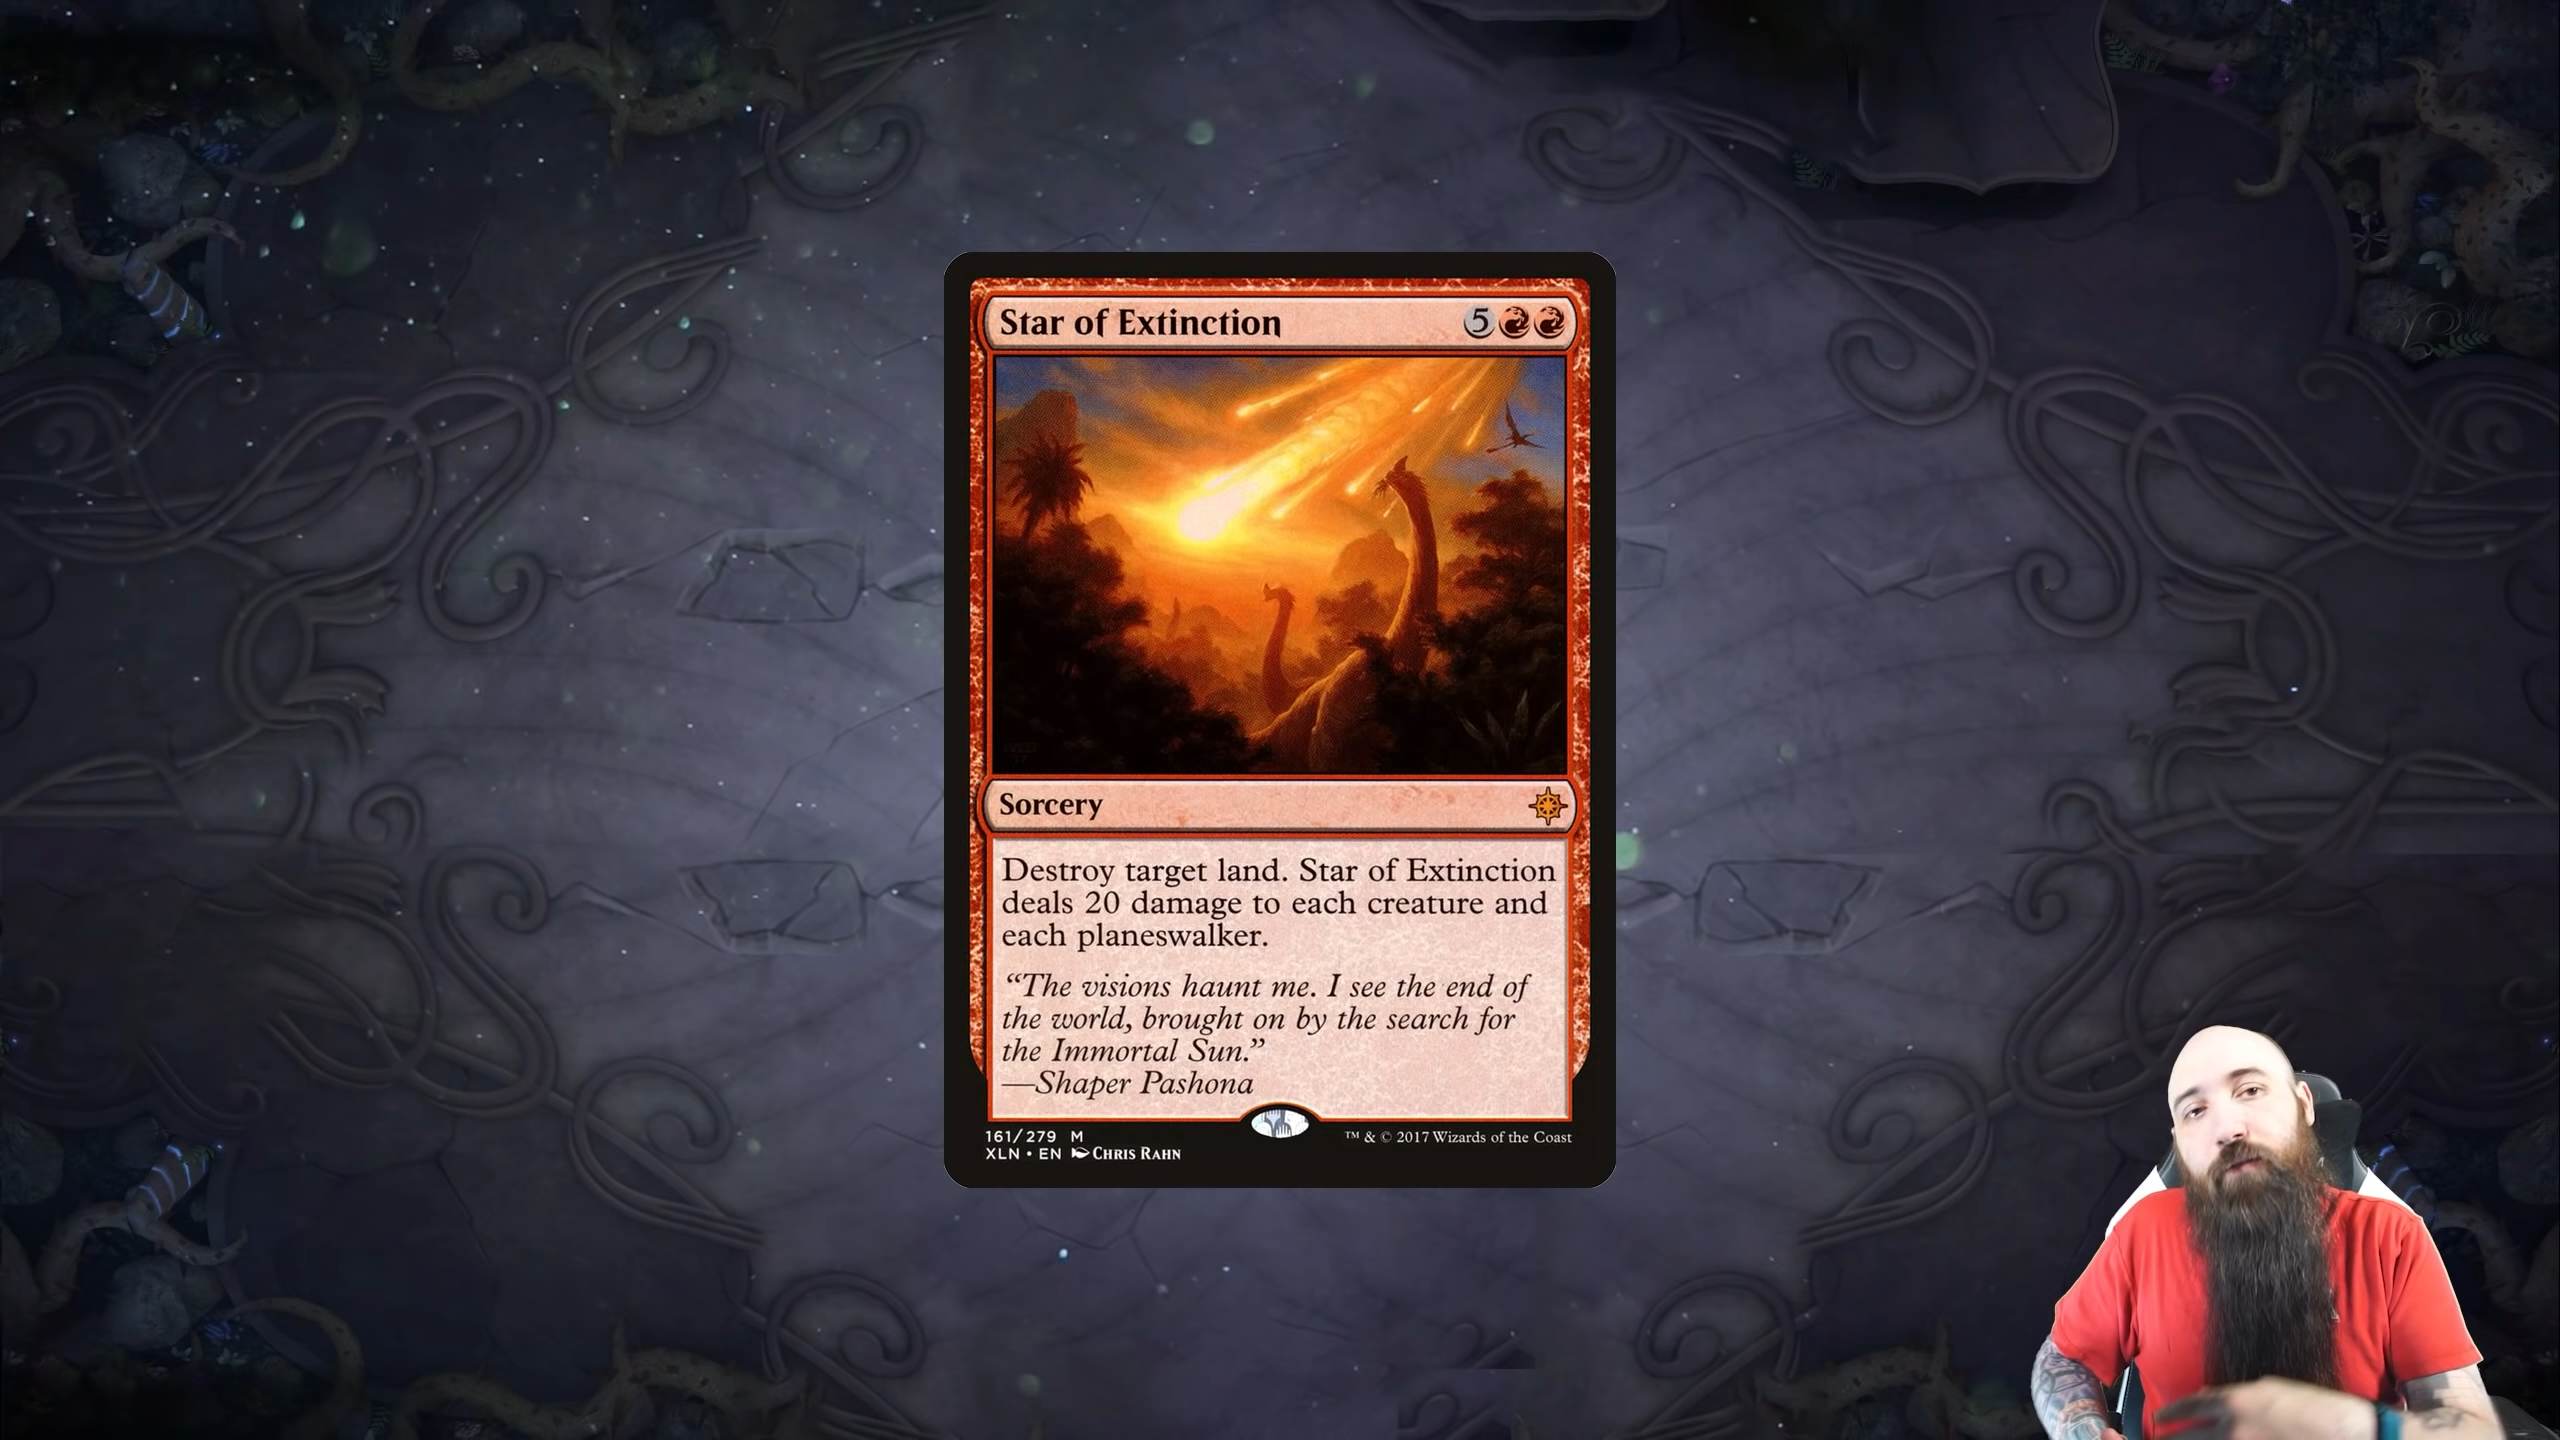 Star of Extinction 5
Sorcery
Destroy target land. Star of Extinction
deals 20 damage to each creature and
each planeswalker.
“The visions haunt me. I see the end of
the world, brought on by the search for
the Immortal Sun.”
—Shaper Pashona
161/279 M
XLN • EN Chris Rahn
™ & © 2017 Wizards of the Coast